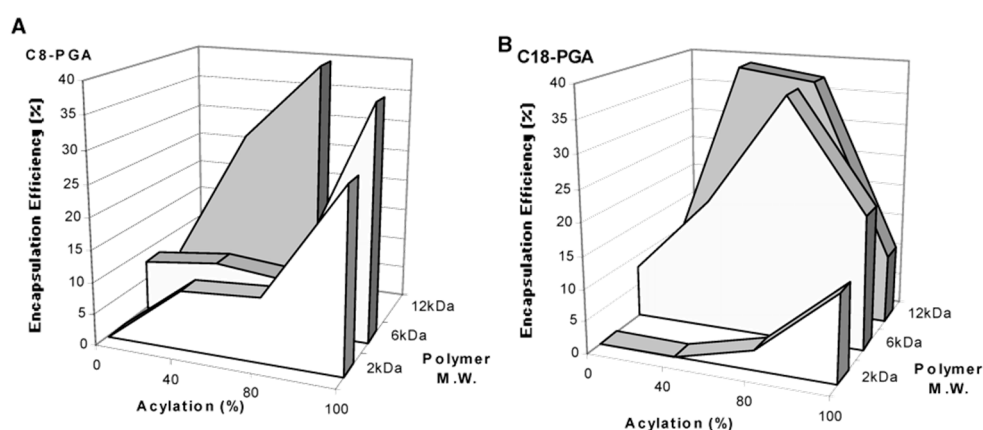 A
C8-PGA
Encapsulation Efficiency (%)
40
35
30
25
20
15
10
5
0
0
40
80
100
Acylation (%)
2kDa
6kDa
12kDa
Polymer
M.W.
B
C18-PGA
Encapsulation Efficiency (%)
40
35
30
25
20
15
10
5
0
0
40
80
100
Acylation (%)
2kDa
6kDa
12kDa
Polymer
M.W.